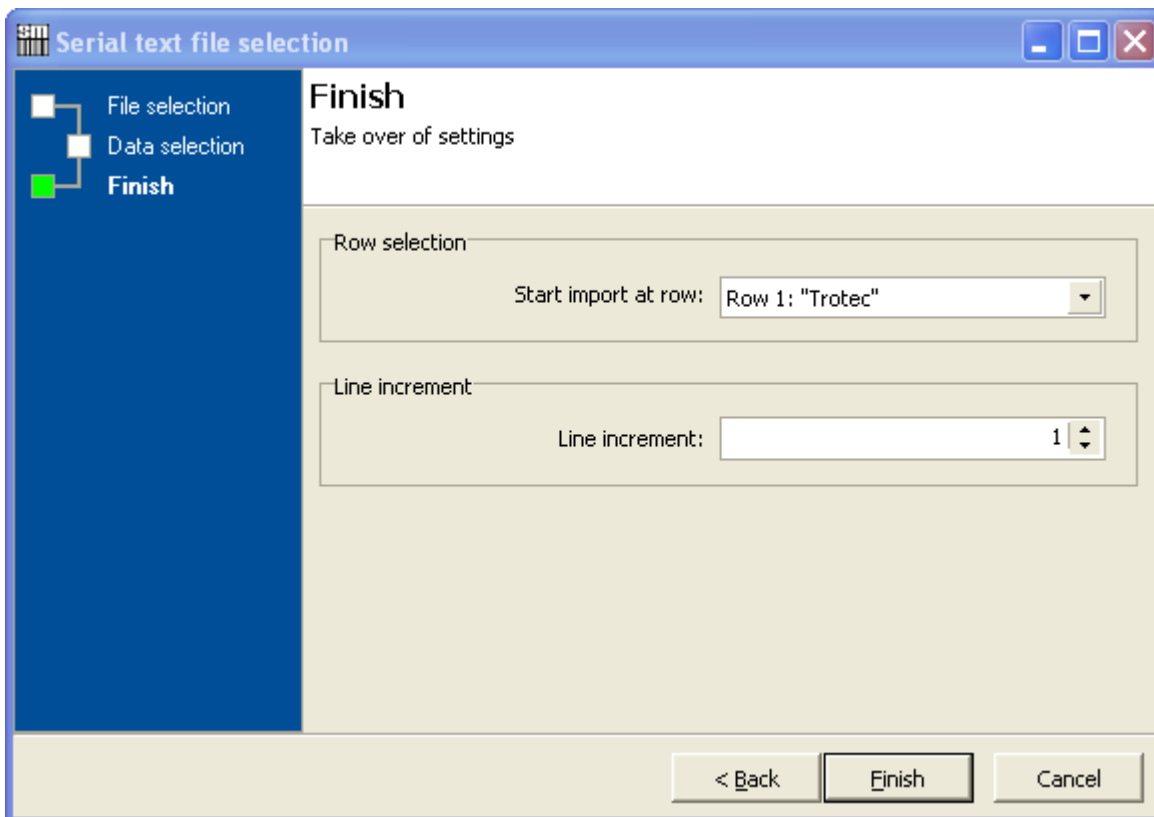 Serial text file selection
File selection
Data selection
Finish
Finish
Take over of settings
Row selection
Start import at row: Row 1: "Trotec"
Line increment
Line increment: 1
< Back Finish Cancel